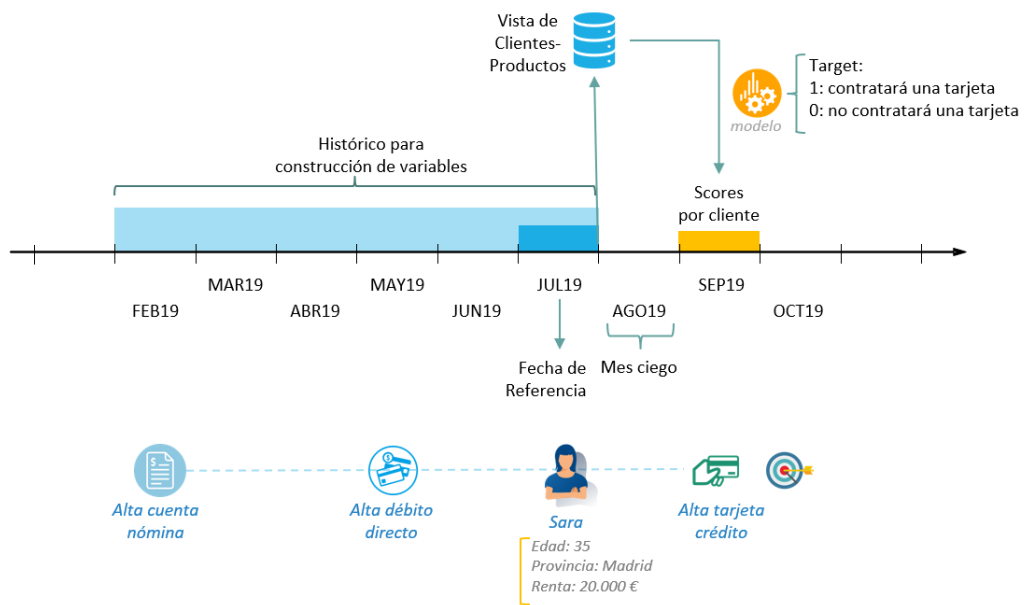 Vista de
Clientes-
Productos
Target:
1: contratará una tarjeta
0: no contratará una tarjeta
modelo
Histórico para
construcción de variables
Scores
por cliente
FEB19
MAR19
ABR19
MAY19
JUN19
JUL19
AGO19
SEP19
OCT19
Fecha de
Referencia
Mes ciego
Alta cuenta
nómina
Alta débito
directo
Sara
Edad: 35
Provincia: Madrid
Renta: 20.000 €
Alta tarjeta
crédito